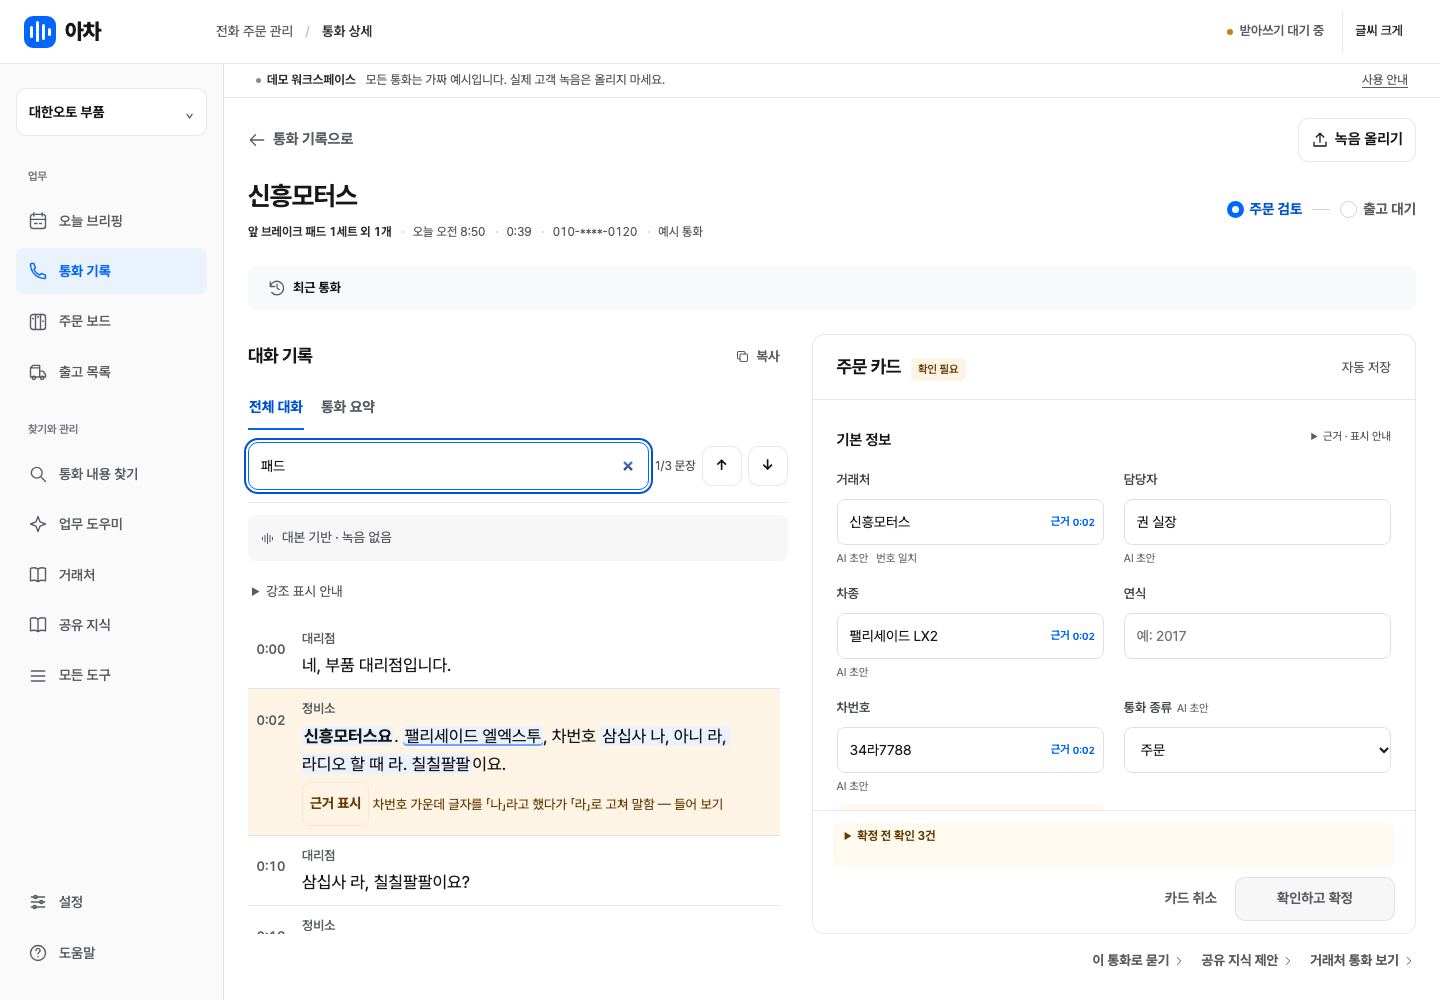 아차
전화 주문 관리 / 통화 상세
받아쓰기 대기 중
글씨 크게
데모 워크스페이스 모든 통화는 가짜 예시입니다. 실제 고객 녹음은 올리지 마세요.
사용 안내
대한오토 부품
업무
오늘 브리핑
통화 기록
주문 보드
출고 목록
찾기와 관리
통화 내용 찾기
업무 도우미
거래처
공유 지식
모든 도구
설정
도움말
통화 기록으로
녹음 올리기
신흥모터스
앞 브레이크 패드 1세트 외 1개 · 오늘 오전 8:50 · 0:39 · 010-****-0120 · 예시 통화
주문 검토
출고 대기
최근 통화
대화 기록
복사
전체 대화
통화 요약
패드
1/3 문장
대본 기반 · 녹음 없음
강조 표시 안내
대리점
0:00
네, 부품 대리점입니다.
정비소
0:02
신흥모터스요. 팰리세이드 엘엑스투, 차번호 삼십사 나, 아니 라,
라디오 할 때 라. 칠칠팔팔이요.
근거 표시 차번호 가운데 글자를 「나」라고 했다가 「라」로 고쳐 말함 — 들어 보기
대리점
0:10
삼십사 라, 칠칠팔팔이요?
정비소
주문 카드 확인 필요
자동 저장
기본 정보
근거 · 표시 안내
거래처
신흥모터스 근거 0:02
AI 초안 번호 일치
담당자
권 실장
AI 초안
차종
팰리세이드 LX2 근거 0:02
AI 초안
연식
예: 2017
차번호
34라7788 근거 0:02
AI 초안
통화 종류 AI 초안
주문
확정 전 확인 3건
카드 취소
확인하고 확정
이 통화로 묻기
공유 지식 제안
거래처 통화 보기